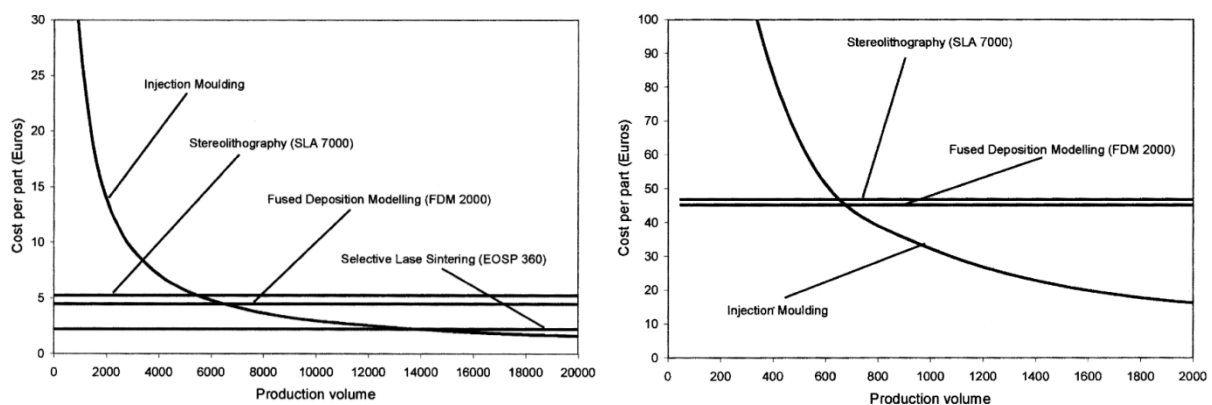 30
25
20
15
10
5
0
Cost per part (Euros)
Injection Moulding
Stereolithography (SLA 7000)
Fused Deposition Modelling (FDM 2000)
Selective Lase Sintering (EOSP 360)
0 2000 4000 6000 8000 10000 12000 14000 16000 18000 20000
Production volume
100
90
80
70
60
50
40
30
20
10
0
Cost per part (Euros)
Stereolithography (SLA 7000)
Fused Deposition Modelling (FDM 2000)
Injection Moulding
0 200 400 600 800 1000 1200 1400 1600 1800 2000
Production volume